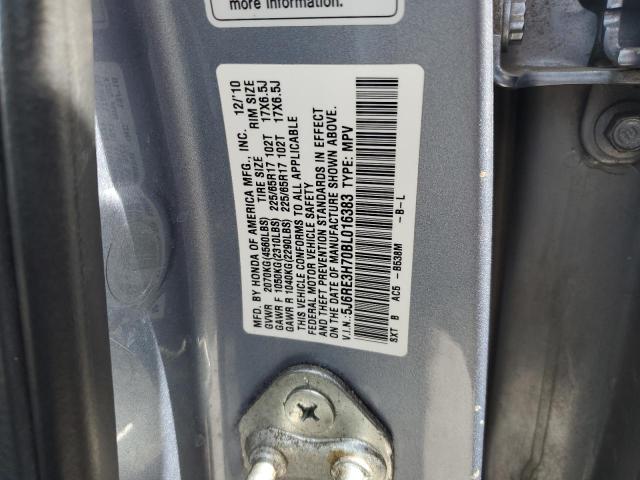 more information.
MFD. BY HONDA OF AMERICA MFG., INC. 12/'10
TIRE SIZE RIM SIZE
GVWR 2070KG(4560LBS)
GAWR F 1050KG(2310LBS) 225/65R17 102T 17X6.5J
GAWR R 1040KG(2290LBS) 225/65R17 102T 17X6.5J
THIS VEHICLE CONFORMS TO ALL APPLICABLE
FEDERAL MOTOR VEHICLE SAFETY
AND THEFT PREVENTION STANDARDS IN EFFECT
ON THE DATE OF MANUFACTURE SHOWN ABOVE.
V.I.N.:5J6RE3H70BL016383 TYPE: MPV
SXT B AC5 -B538M -B-L